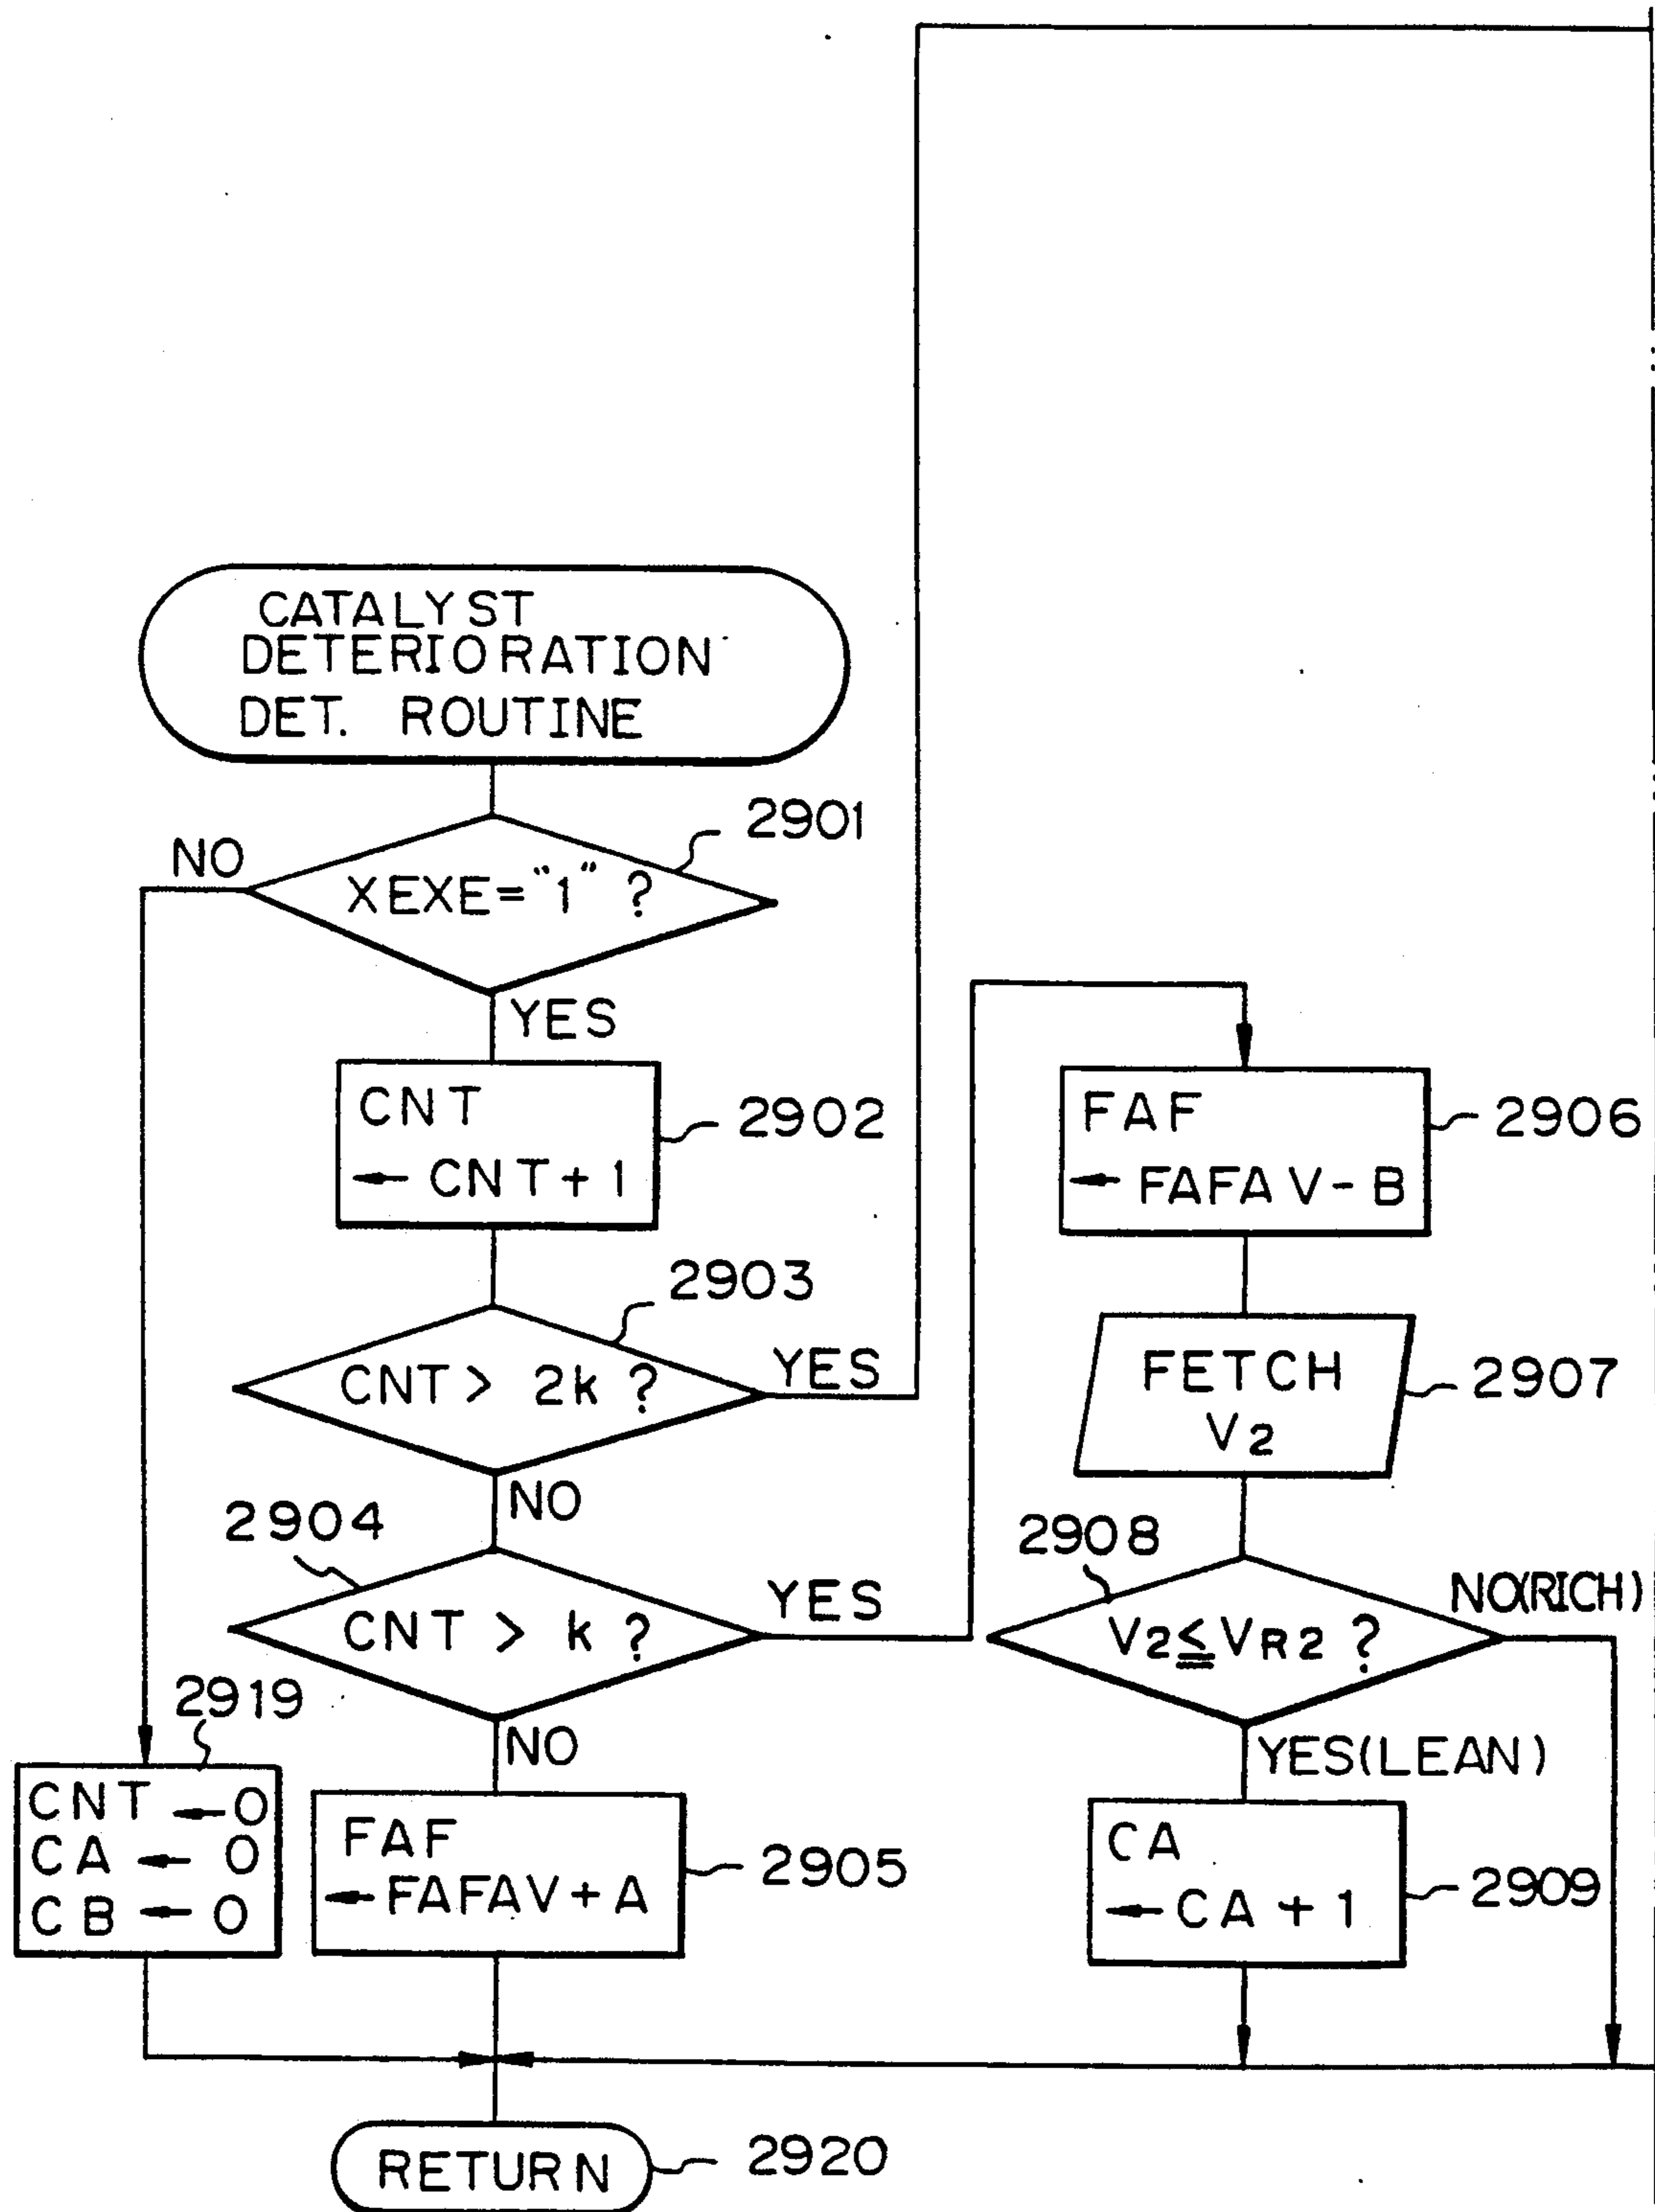 CATALYST
DETERIORATION
DET. ROUTINE
2901
NO
XEXE="1" ?
YES
CNT
← CNT+1
2902
2903
CNT > 2k ?
YES
NO
2904
CNT > k ?
YES
NO
2919
CNT ← 0
CA ← 0
CB ← 0
FAF
← FAFAV+A
2905
FAF
← FAFAV-B
2906
FETCH
V2
2907
2908
V2≦VR2 ?
NO(RICH)
YES(LEAN)
CA
← CA+1
2909
RETURN
2920